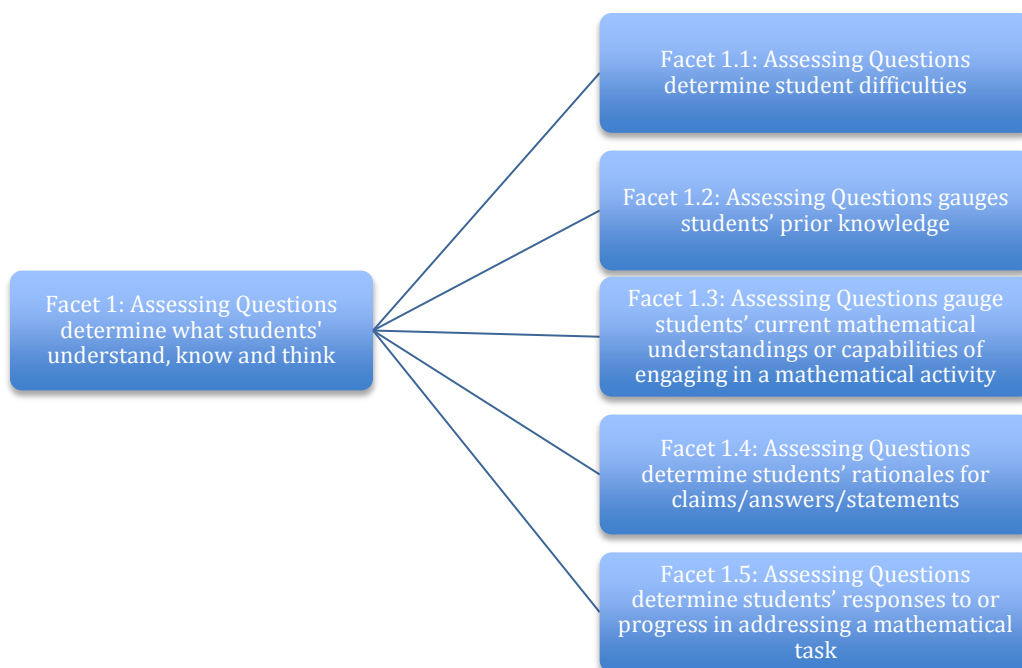 Facet 1: Assessing Questions
determine what students'
understand, know and think
Facet 1.1: Assessing Questions
determine student difficulties
Facet 1.2: Assessing Questions gauges
students’ prior knowledge
Facet 1.3: Assessing Questions gauge
students’ current mathematical
understandings or capabilities of
engaging in a mathematical activity
Facet 1.4: Assessing Questions
determine students’ rationales for
claims/answers/statements
Facet 1.5: Assessing Questions
determine students’ responses to or
progress in addressing a mathematical
task